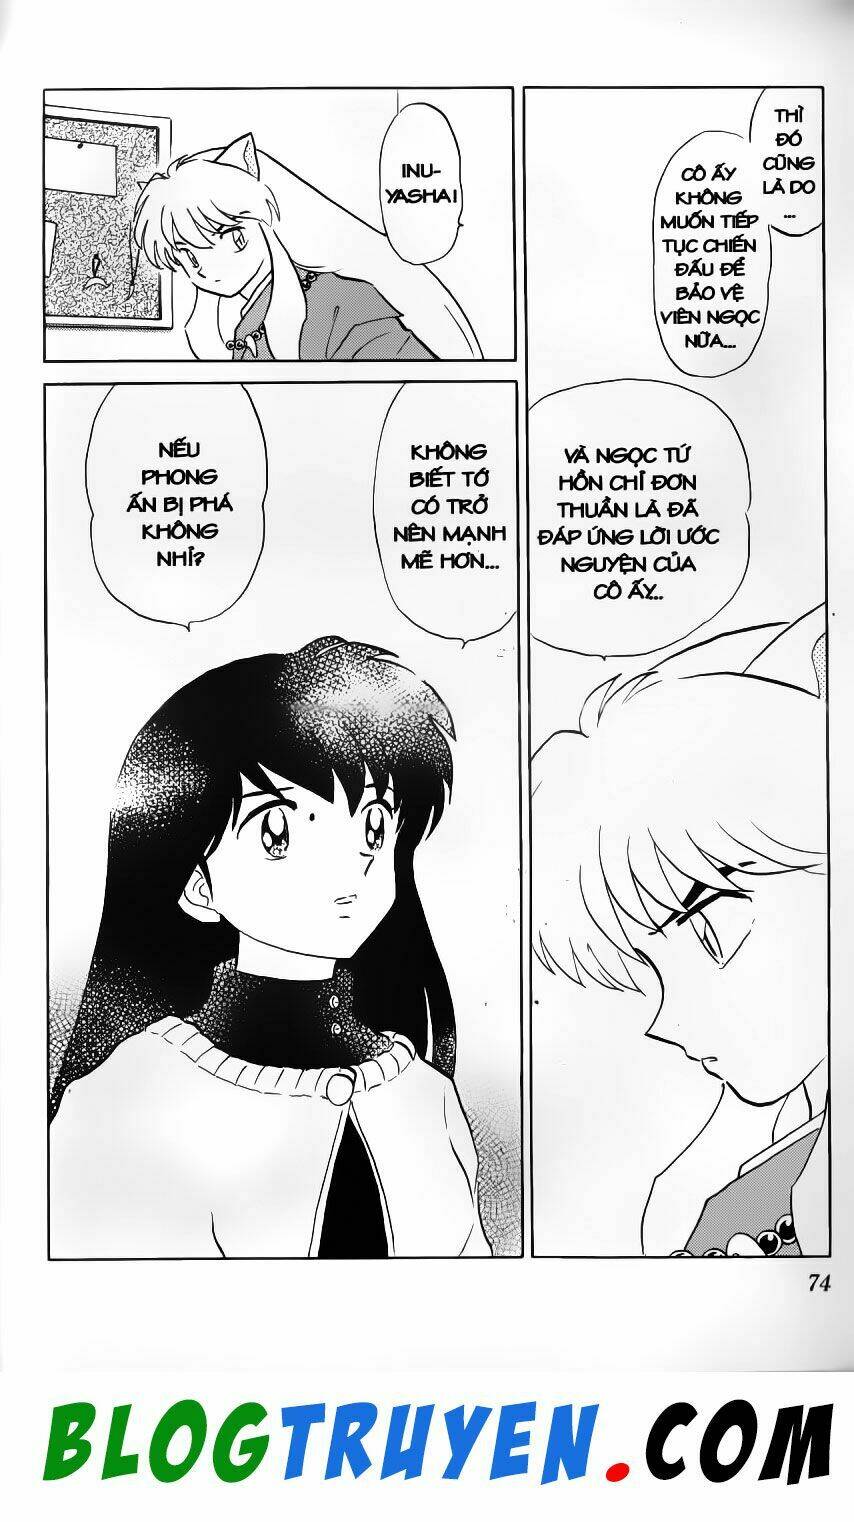 THÌ
ĐÓ
CŨNG
LÀ DO
...
CÔ ẤY
KHÔNG
MUỐN TIẾP
TỤC CHIẾN
ĐẤU ĐỂ
BẢO VỆ
VIÊN NGỌC
NỮA...
VÀ NGỌC TỨ
HỒN CHỈ ĐƠN
THUẦN LÀ ĐÃ
ĐÁP ỨNG LỜI ƯỚC
NGUYỆN CỦA
CÔ ẤY...
INU-
YASHA!
KHÔNG
BIẾT TỚ
CÓ TRỞ
NÊN MẠNH
MẼ HƠN...
NẾU
PHONG
ẤN BỊ PHÁ
KHÔNG
NHỈ?
74
BLOGTRUYEN.COM